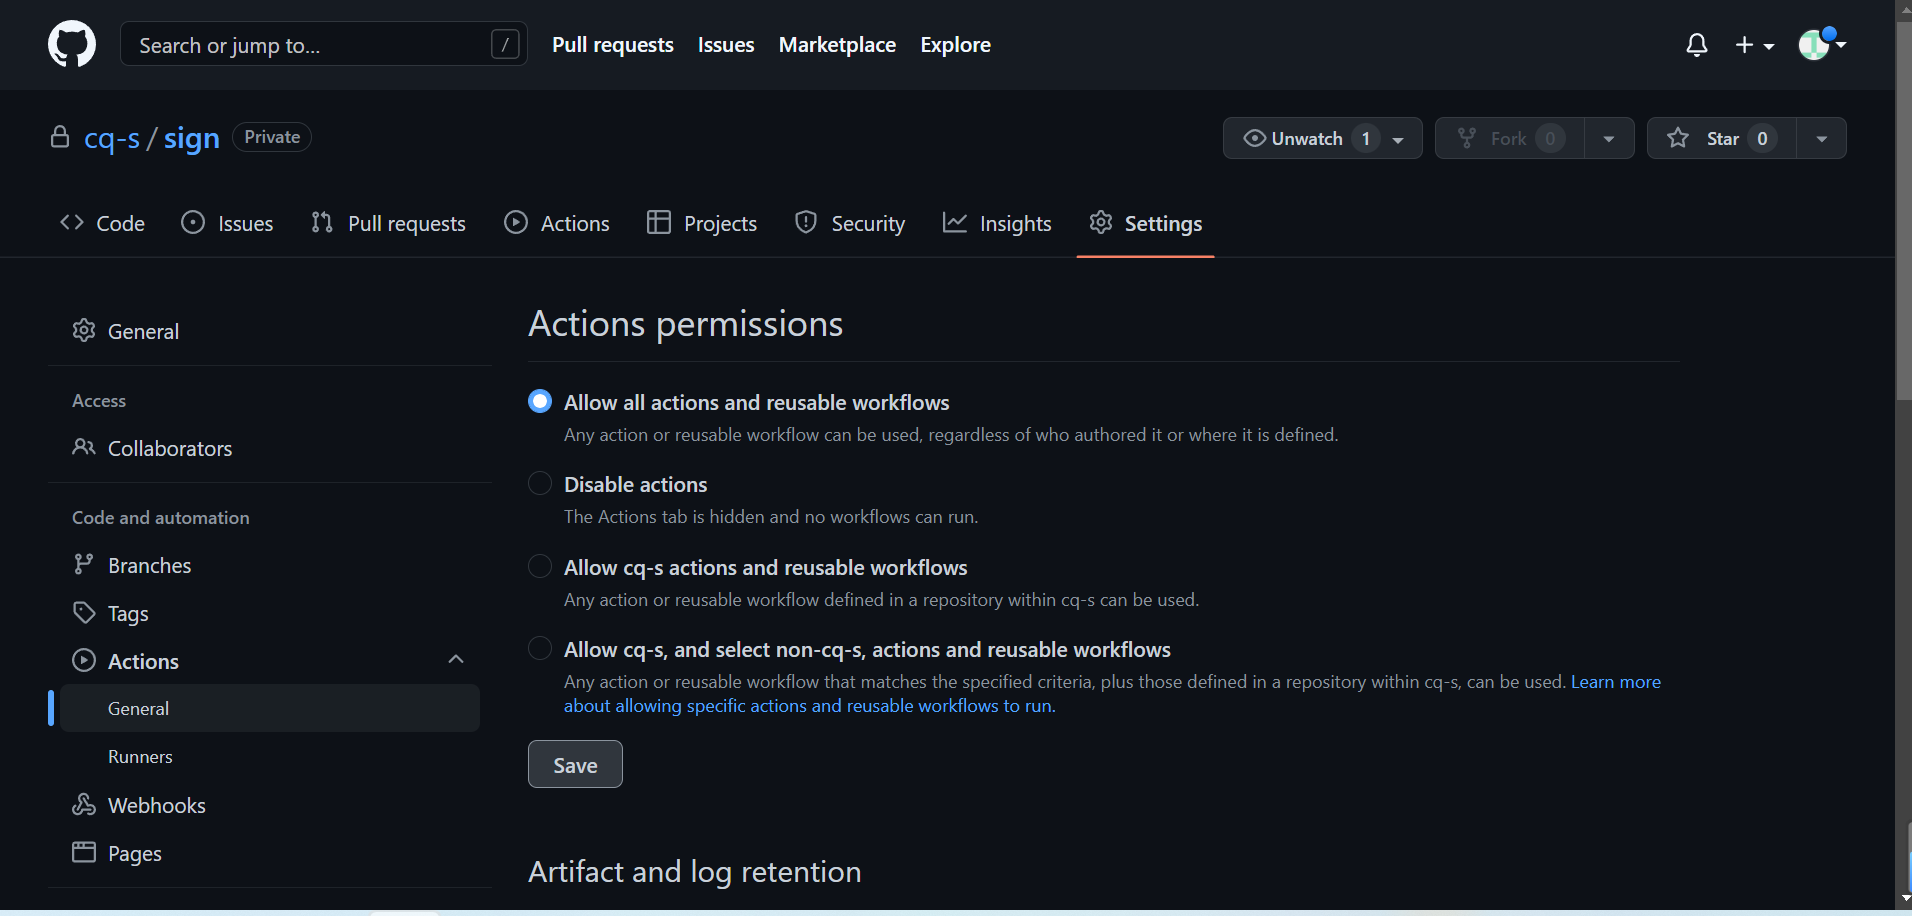 Search or jump to... /
Pull requests
Issues
Marketplace
Explore
cq-s / sign
Private
Unwatch 1
Fork 0
Star 0
Code
Issues
Pull requests
Actions
Projects
Security
Insights
Settings
General
Access
Collaborators
Code and automation
Branches
Tags
Actions
General
Runners
Webhooks
Pages
Actions permissions
Allow all actions and reusable workflows
Any action or reusable workflow can be used, regardless of who authored it or where it is defined.
Disable actions
The Actions tab is hidden and no workflows can run.
Allow cq-s actions and reusable workflows
Any action or reusable workflow defined in a repository within cq-s can be used.
Allow cq-s, and select non-cq-s, actions and reusable workflows
Any action or reusable workflow that matches the specified criteria, plus those defined in a repository within cq-s, can be used. Learn more
about allowing specific actions and reusable workflows to run.
Save
Artifact and log retention